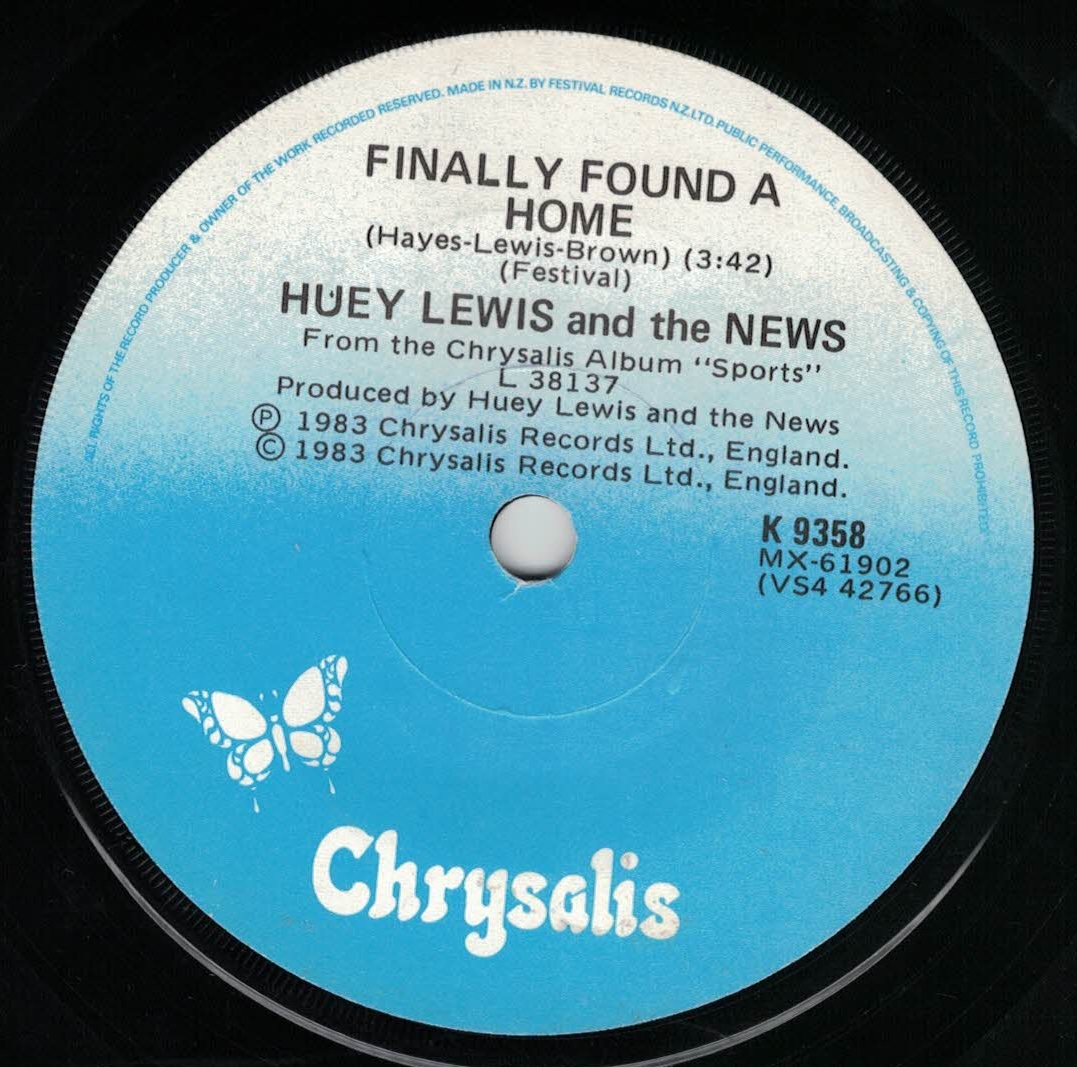 ALL RIGHTS OF THE RECORD PRODUCER & OWNER OF THE WORK RECORDED RESERVED. MADE IN N.Z. BY FESTIVAL RECORDS N.Z. LTD. PUBLIC PERFORMANCE, BROADCASTING & COPYING OF THIS RECORD PROHIBITED
FINALLY FOUND A
HOME
(Hayes-Lewis-Brown) (3:42)
(Festival)
HUEY LEWIS and the NEWS
From the Chrysalis Album "Sports"
L 38137
Produced by Huey Lewis and the News
Ⓟ 1983 Chrysalis Records Ltd., England.
© 1983 Chrysalis Records Ltd., England.
K 9358
MX-61902
(VS4 42766)
Chrysalis